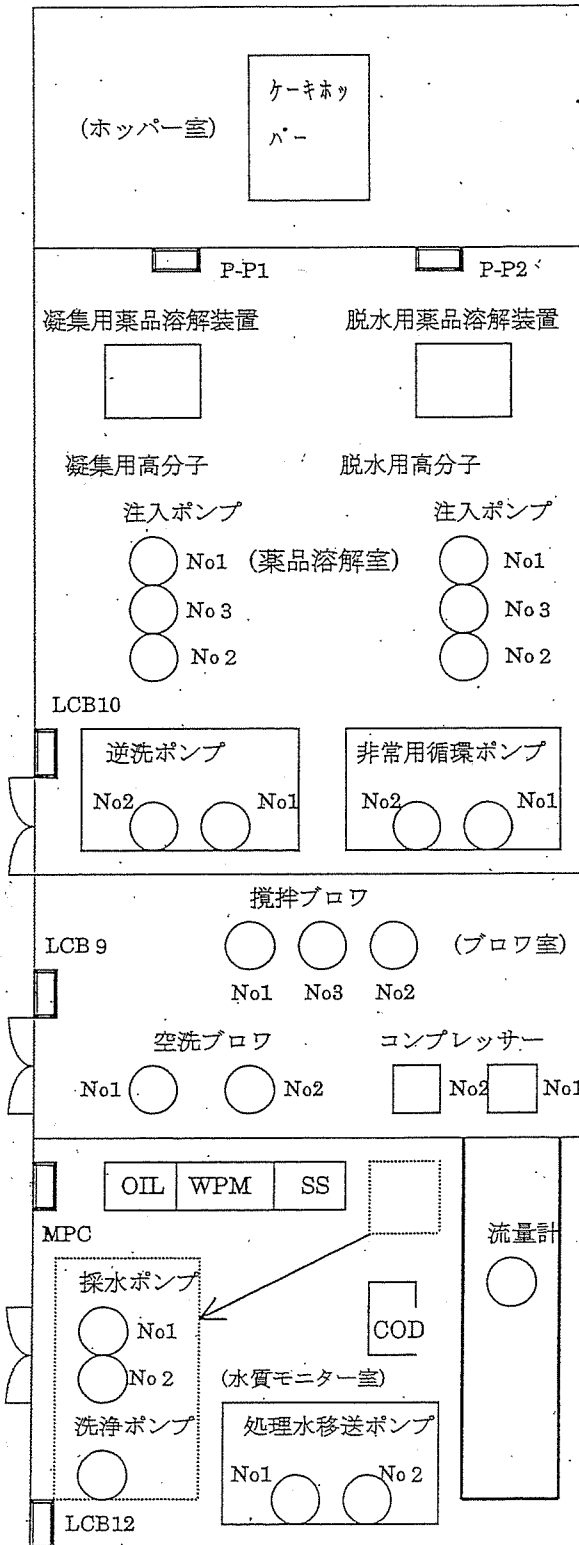 ケーキホッ
パー
(ホッパー室)
P-P1
P-P2
凝集用薬品溶解装置
脱水用薬品溶解装置
凝集用高分子
脱水用高分子
注入ポンプ
注入ポンプ
No1
(薬品溶解室)
No1
No3
No3
No2
No2
LCB10
逆洗ポンプ
非常用循環ポンプ
No2
No1
No2
No1
攪拌ブロワ
LCB9
(ブロワ室)
No1
No3
No2
空洗ブロワ
コンプレッサー
No1
No2
No2
No1
OIL
WPM
SS
MPC
流量計
採水ポンプ
No1
COD
No2
(水質モニター室)
洗浄ポンプ
処理水移送ポンプ
No1
No2
LCB12